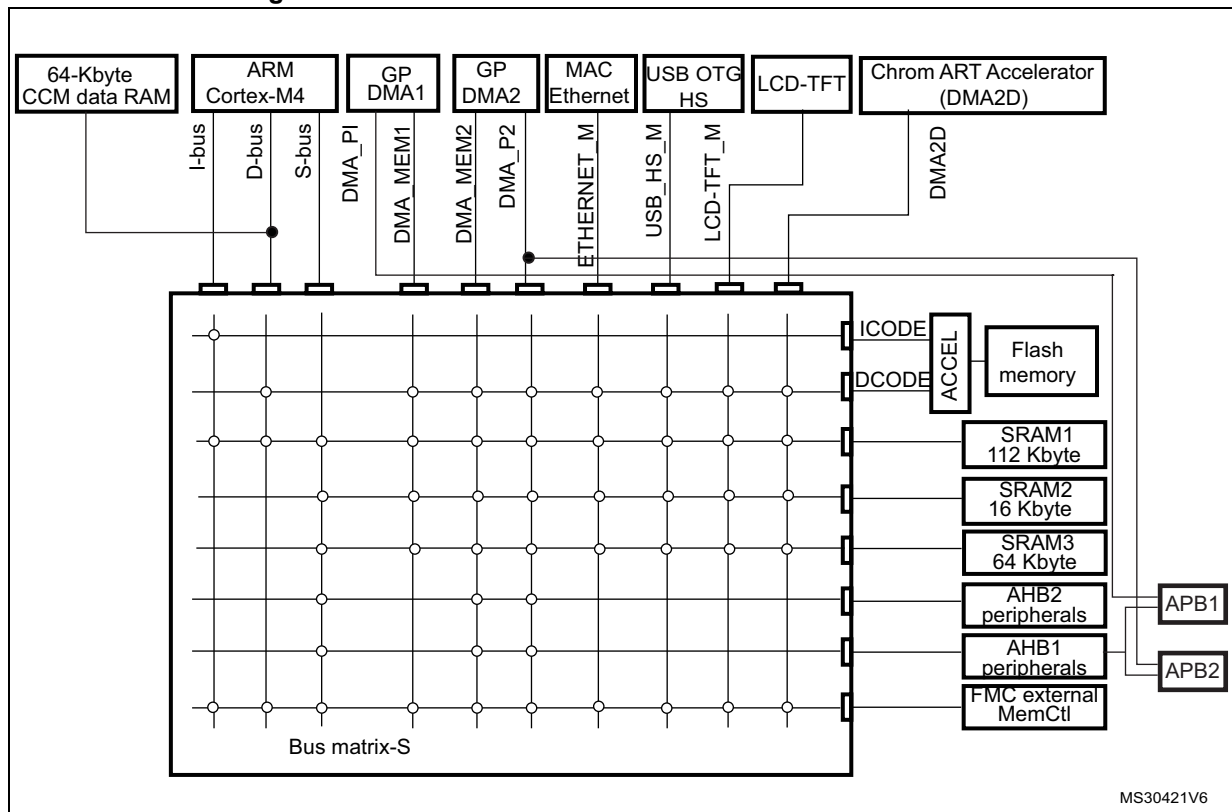 64-Kbyte
CCM data RAM
ARM
Cortex-M4
GP
DMA1
GP
DMA2
MAC
Ethernet
USB OTG
HS
LCD-TFT
Chrom ART Accelerator
(DMA2D)
I-bus
D-bus
S-bus
DMA_PI
DMA_MEM1
DMA_MEM2
DMA_P2
ETHERNET_M
USB_HS_M
LCD-TFT_M
DMA2D
ICODE
DCODE
ACCEL
Flash
memory
SRAM1
112 Kbyte
SRAM2
16 Kbyte
SRAM3
64 Kbyte
AHB2
peripherals
AHB1
peripherals
FMC external
MemCtl
APB1
APB2
Bus matrix-S
MS30421V6